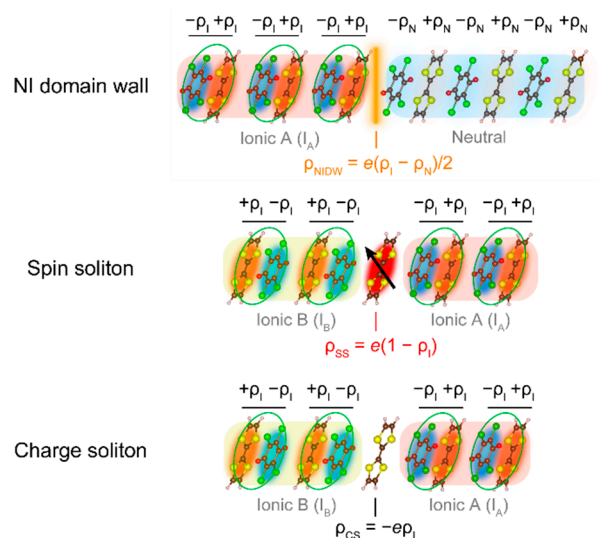 −ρI +ρI −ρI +ρI −ρI +ρI −ρN +ρN −ρN +ρN −ρN +ρN
NI domain wall
Ionic A (IA) Neutral
ρNIDW = e(ρI − ρN)/2
+ρI −ρI +ρI −ρI −ρI +ρI −ρI +ρI
Spin soliton
Ionic B (IB) Ionic A (IA)
ρSS = e(1 − ρI)
+ρI −ρI +ρI −ρI −ρI +ρI −ρI +ρI
Charge soliton
Ionic B (IB) Ionic A (IA)
ρCS = −eρI